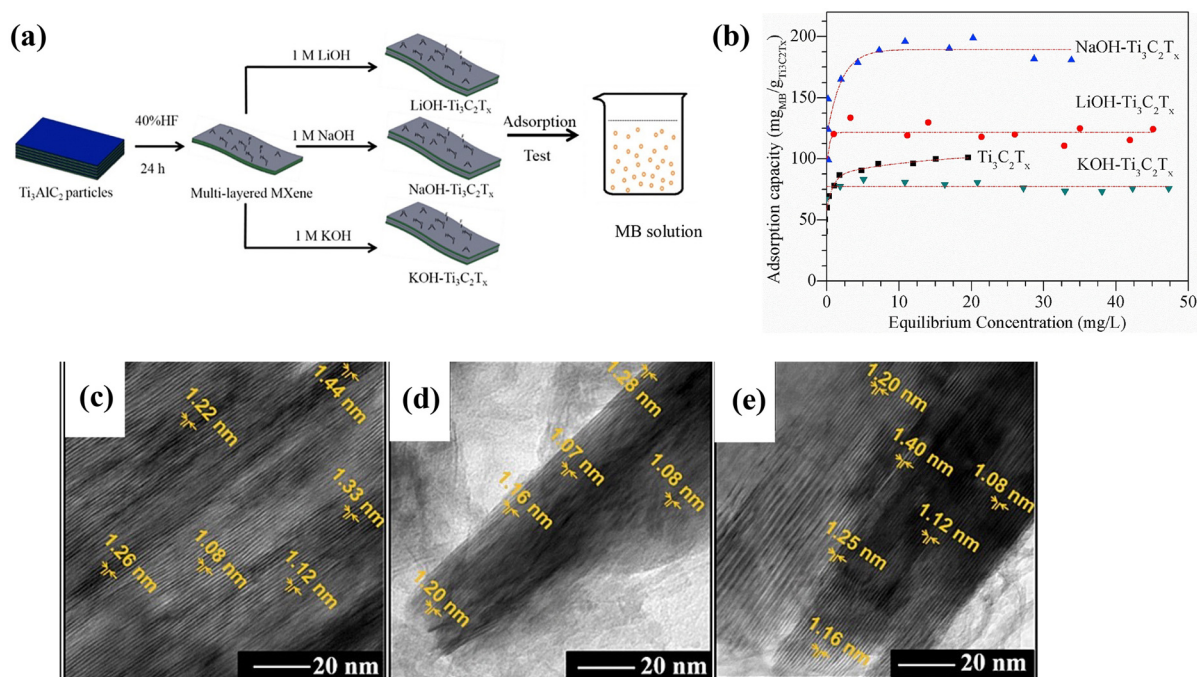 (a)
40%HF
24 h
Ti₃AlC₂ particles
Multi-layered MXene
1 M LiOH
LiOH-Ti₃C₂Tₓ
1 M NaOH
NaOH-Ti₃C₂Tₓ
1 M KOH
KOH-Ti₃C₂Tₓ
Adsorption
Test
MB solution
(b)
Adsorption capacity (mg_MB/g_Ti3C2Tx)
200
150
100
50
0
NaOH-Ti₃C₂Tₓ
LiOH-Ti₃C₂Tₓ
Ti₃C₂Tₓ
KOH-Ti₃C₂Tₓ
0 10 20 30 40 50
Equilibrium Concentration (mg/L)
(c)
1.44 nm
1.22 nm
1.33 nm
1.26 nm
1.08 nm
1.12 nm
20 nm
(d)
1.28 nm
1.07 nm
1.16 nm
1.08 nm
1.20 nm
20 nm
(e)
1.20 nm
1.40 nm
1.08 nm
1.12 nm
1.25 nm
1.16 nm
20 nm